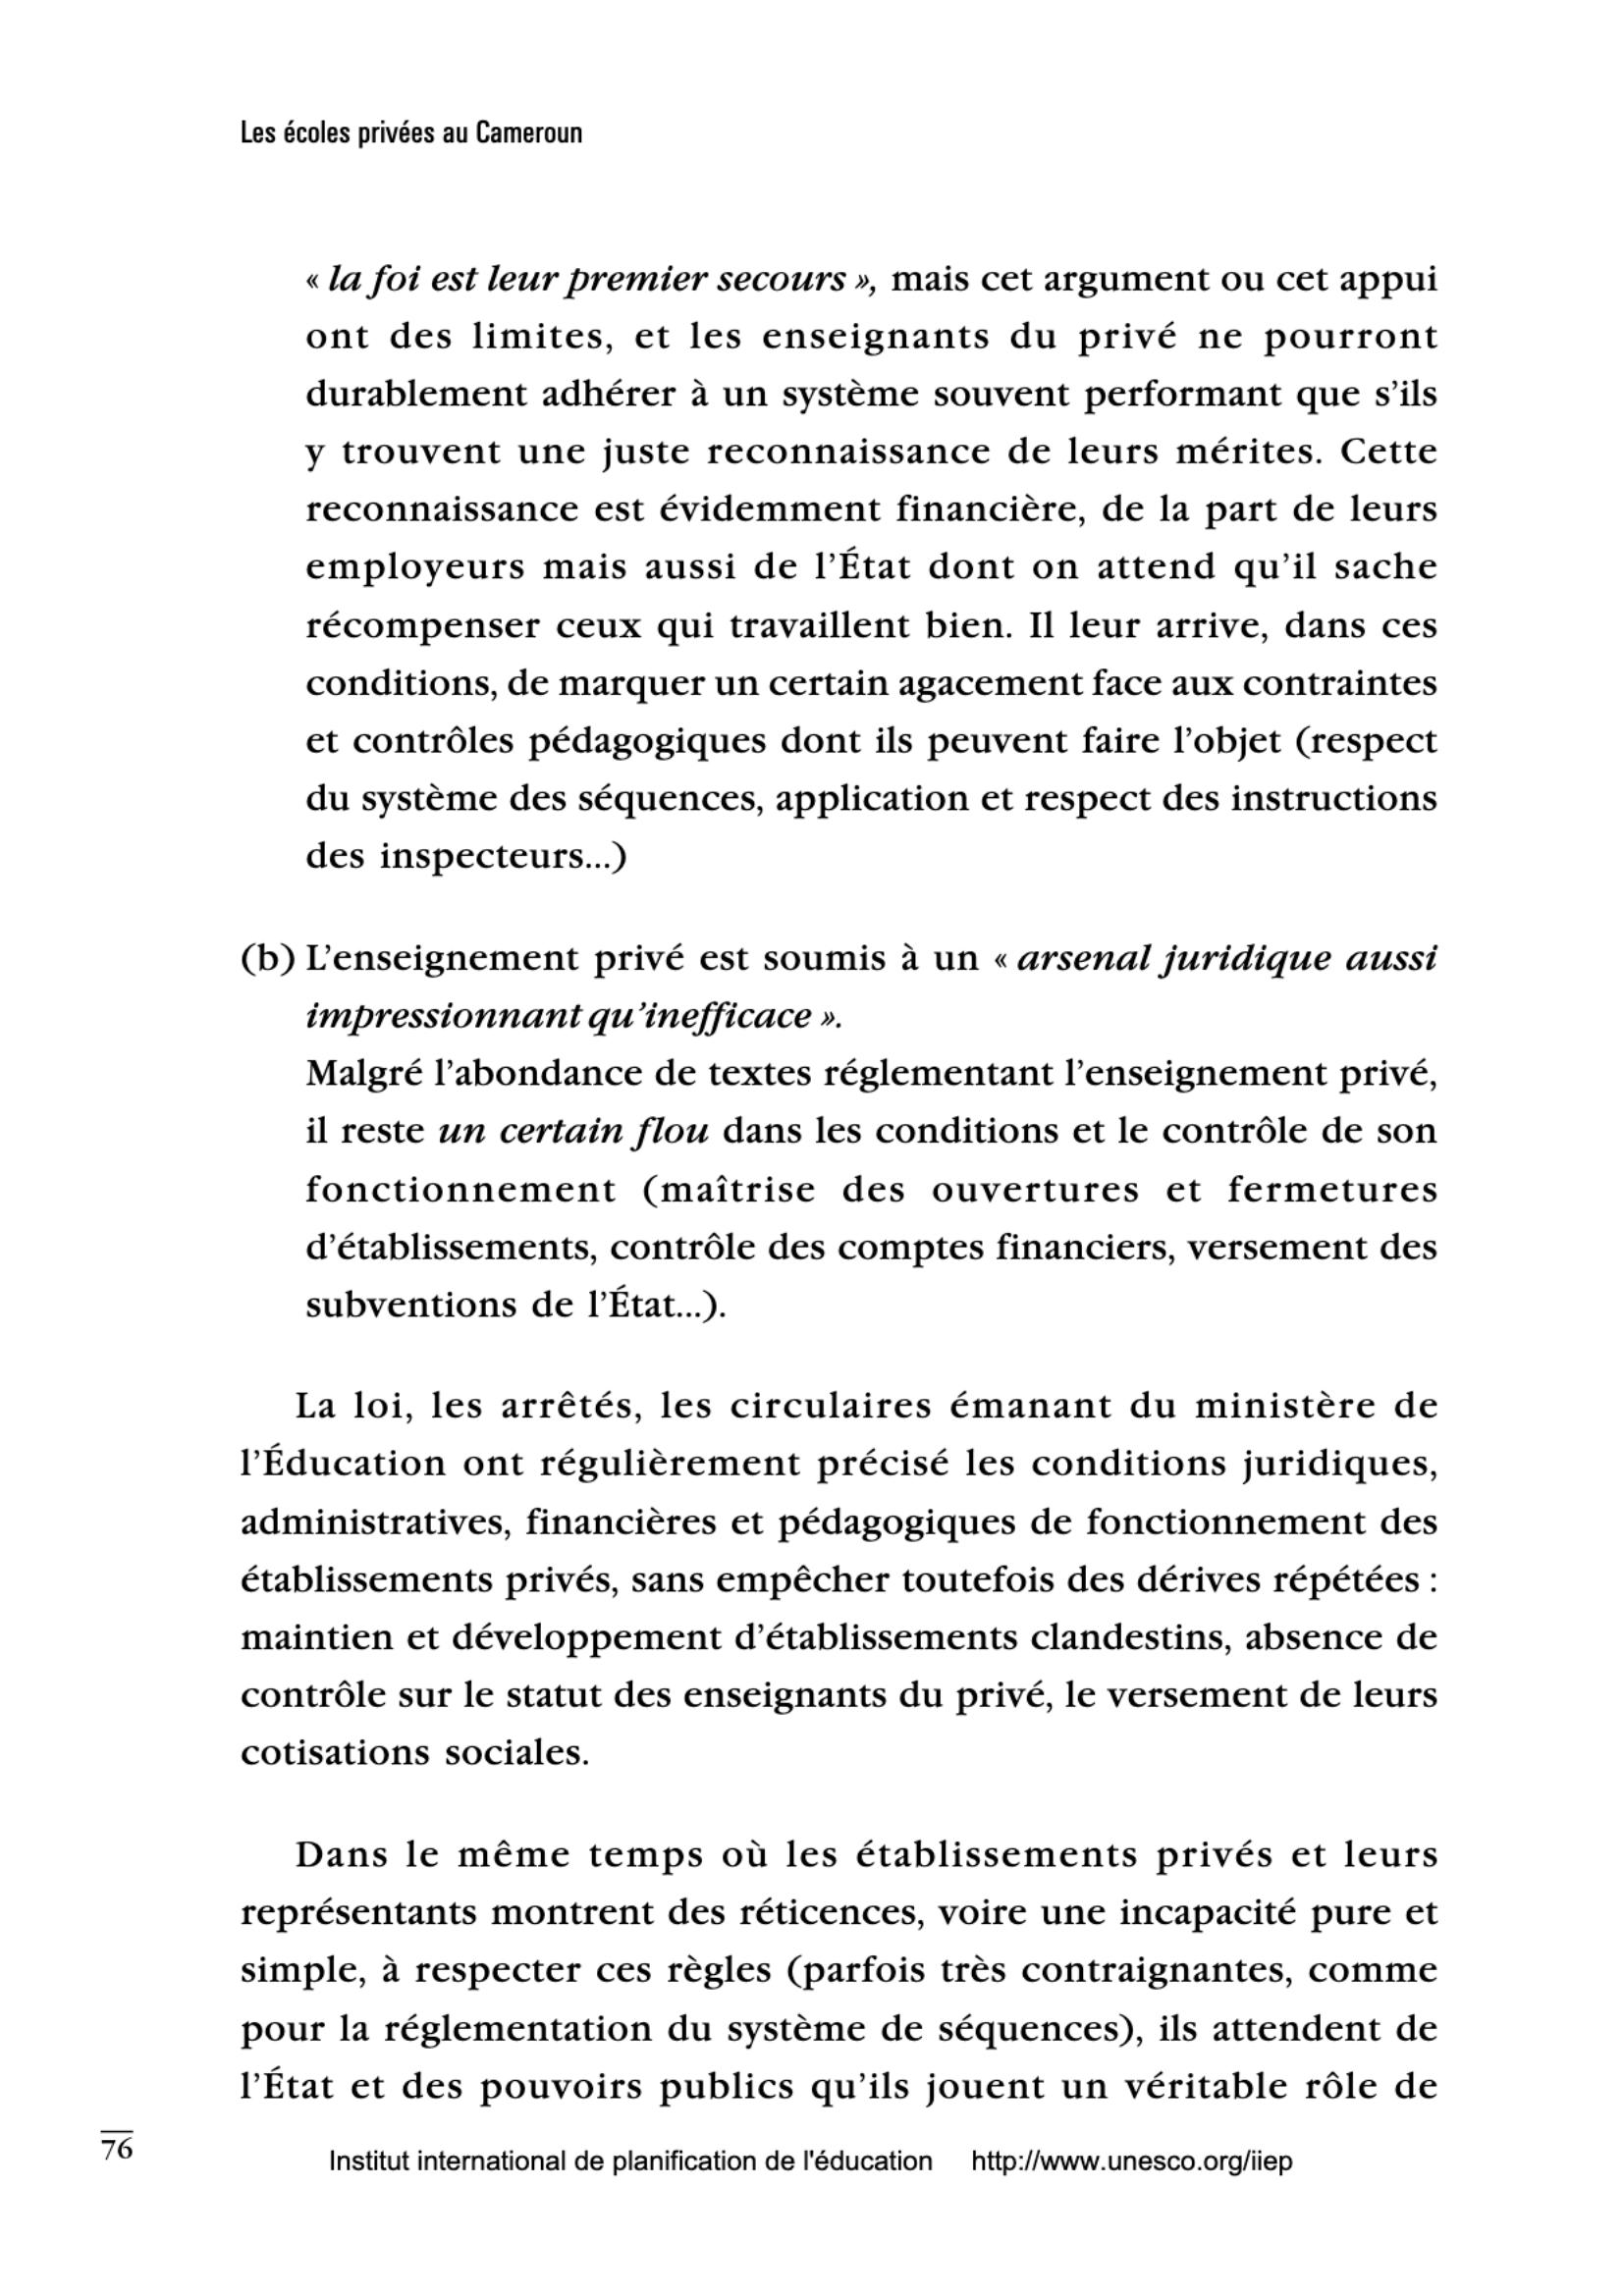 Les écoles privées au Cameroun
« la foi est leur premier secours », mais cet argument ou cet appui
ont des limites, et les enseignants du privé ne pourront
durablement adhérer à un système souvent performant que s’ils
y trouvent une juste reconnaissance de leurs mérites. Cette
reconnaissance est évidemment financière, de la part de leurs
employeurs mais aussi de l’État dont on attend qu’il sache
récompenser ceux qui travaillent bien. Il leur arrive, dans ces
conditions, de marquer un certain agacement face aux contraintes
et contrôles pédagogiques dont ils peuvent faire l’objet (respect
du système des séquences, application et respect des instructions
des inspecteurs...)
(b) L’enseignement privé est soumis à un « arsenal juridique aussi
impressionnant qu’inefficace ».
Malgré l’abondance de textes réglementant l’enseignement privé,
il reste un certain flou dans les conditions et le contrôle de son
fonctionnement (maîtrise des ouvertures et fermetures
d’établissements, contrôle des comptes financiers, versement des
subventions de l’État...).
La loi, les arrêtés, les circulaires émanant du ministère de
l’Éducation ont régulièrement précisé les conditions juridiques,
administratives, financières et pédagogiques de fonctionnement des
établissements privés, sans empêcher toutefois des dérives répétées :
maintien et développement d’établissements clandestins, absence de
contrôle sur le statut des enseignants du privé, le versement de leurs
cotisations sociales.
Dans le même temps où les établissements privés et leurs
représentants montrent des réticences, voire une incapacité pure et
simple, à respecter ces règles (parfois très contraignantes, comme
pour la réglementation du système de séquences), ils attendent de
l’État et des pouvoirs publics qu’ils jouent un véritable rôle de
76
Institut international de planification de l'éducation http://www.unesco.org/iiep